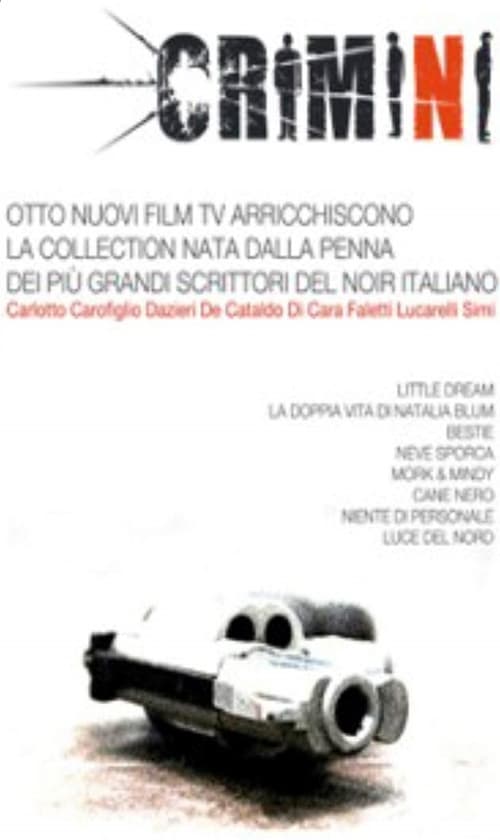 CRIMINI
OTTO NUOVI FILM TV ARRICCHISCONO
LA COLLECTION NATA DALLA PENNA
DEI PIÙ GRANDI SCRITTORI DEL NOIR ITALIANO
Carlotto Carofiglio Dazieri De Cataldo Di Cara Faletti Lucarelli Simi
LITTLE DREAM
LA DOPPIA VITA DI NATALIA BLUM
BESTIE
NEVE SPORCA
MORK & MINDY
CANE NERO
NIENTE DI PERSONALE
LUCE DEL NORD